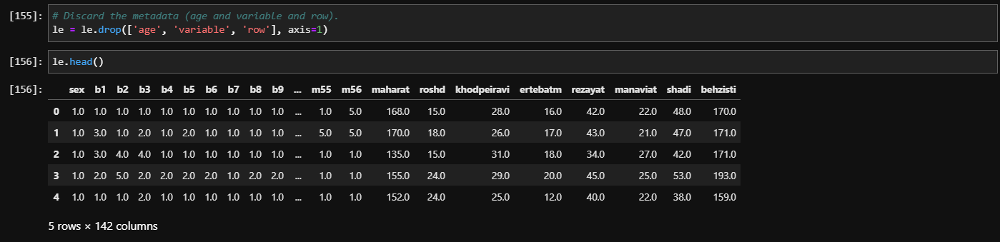 [155]: # Discard the metadata (age and variable and row).
le = le.drop(['age', 'variable', 'row'], axis=1)
[156]: le.head()
[156]: sex b1 b2 b3 b4 b5 b6 b7 b8 b9 ... m55 m56 maharat roshd khodpeiravi ertebatm rezayat manaviat shadi behzisti
0 1.0 1.0 1.0 1.0 1.0 1.0 1.0 1.0 1.0 1.0 ... 1.0 5.0 168.0 15.0 28.0 16.0 42.0 22.0 48.0 170.0
1 1.0 3.0 1.0 2.0 1.0 2.0 1.0 1.0 1.0 1.0 ... 5.0 5.0 170.0 18.0 26.0 17.0 43.0 21.0 47.0 171.0
2 1.0 3.0 4.0 4.0 1.0 1.0 1.0 1.0 1.0 1.0 ... 1.0 1.0 135.0 15.0 31.0 18.0 34.0 27.0 42.0 171.0
3 1.0 2.0 5.0 2.0 2.0 2.0 2.0 1.0 2.0 2.0 ... 1.0 1.0 155.0 24.0 29.0 20.0 45.0 25.0 53.0 193.0
4 1.0 1.0 1.0 2.0 1.0 1.0 1.0 1.0 1.0 1.0 ... 1.0 1.0 152.0 24.0 25.0 12.0 40.0 22.0 38.0 159.0
5 rows × 142 columns